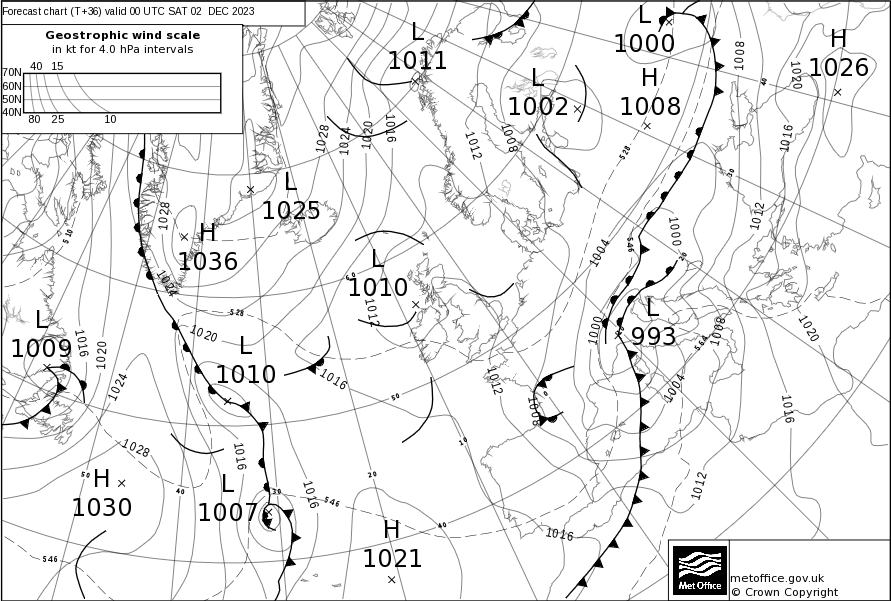 Forecast chart (T+36) valid 00 UTC SAT 02 DEC 2023
Geostrophic wind scale
in kt for 4.0 hPa intervals
40 15
70N
60N
50N
40N
80 25 10
L
1011
L
1000
H
1026
L
1002
H
1008
1008
40
1020
1016
1028
1024
1020
1016
1012
1008
528
30
L
1025
1028
H
1036
510
1024
1012
1000
546
1004
20
L
1010
60
1012
528
1020
L
993
1000
1008
1020
564
L
1009
1016
1020
L
1010
1016
1024
1012
1008
0
1004
1016
50
10
1028
1016
20
H
1030
50
40
L
1007
30
1016
546
1012
40
H
1021
1016
546
Met Office
metoffice.gov.uk
© Crown Copyright